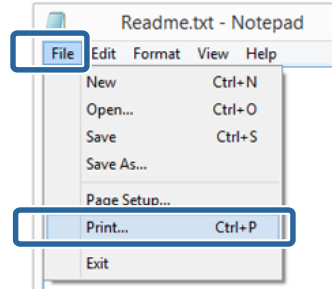 Readme.txt - Notepad
File Edit Format View Help
New Ctrl+N
Open... Ctrl+O
Save Ctrl+S
Save As...
Page Setup...
Print... Ctrl+P
Exit